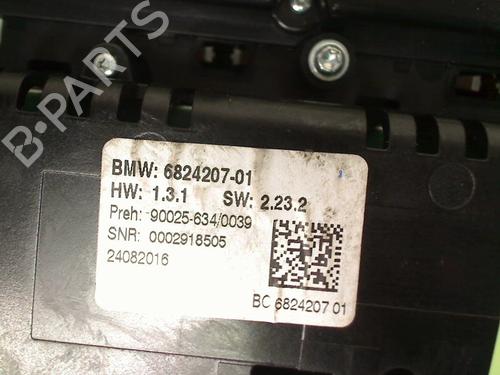 B-PARTS
BMW: 6824207-01
HW: 1.3.1 SW: 2.23.2
Preh: 90025-634/0039
SNR: 0002918505
24082016
BC 6824207 01